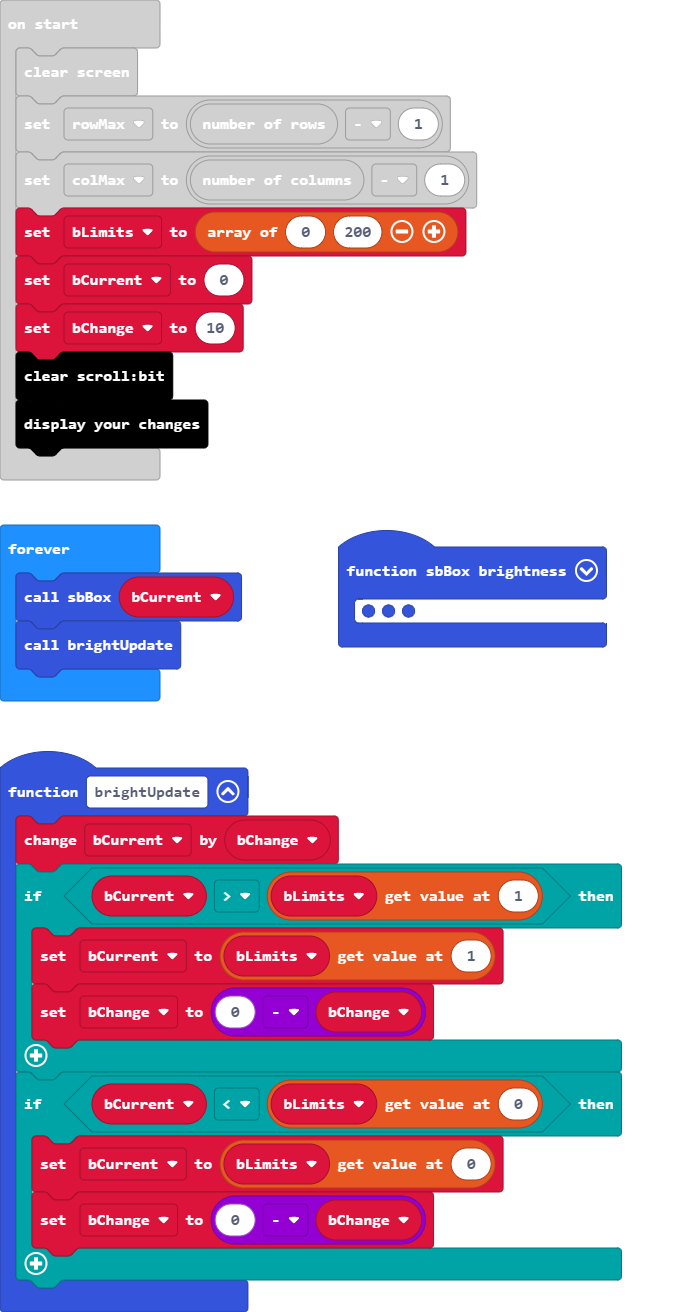 on start
clear screen
set rowMax to number of rows - 1
set colMax to number of columns - 1
set bLimits to array of 0 200
set bCurrent to 0
set bChange to 10
clear scroll:bit
display your changes
forever
call sbBox bCurrent
call brightUpdate
function sbBox brightness
function brightUpdate
change bCurrent by bChange
if bCurrent > bLimits get value at 1 then
set bCurrent to bLimits get value at 1
set bChange to 0 - bChange
if bCurrent < bLimits get value at 0 then
set bCurrent to bLimits get value at 0
set bChange to 0 - bChange